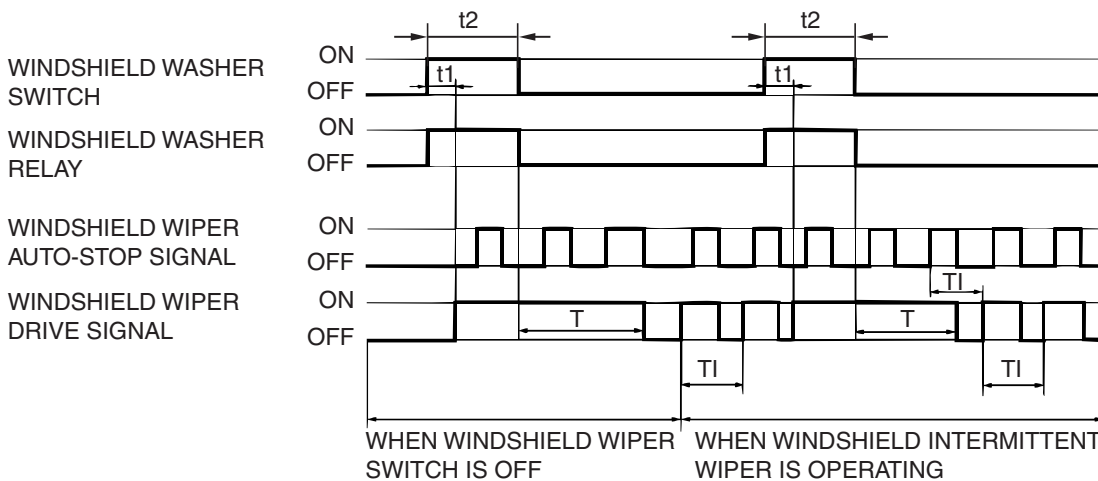 t2 t2
WINDSHIELD WASHER ON
SWITCH OFF t1 t1
WINDSHIELD WASHER ON
RELAY OFF
WINDSHIELD WIPER ON
AUTO-STOP SIGNAL OFF
TI
WINDSHIELD WIPER ON
DRIVE SIGNAL OFF T T
TI TI
WHEN WINDSHIELD WIPER WHEN WINDSHIELD INTERMITTENT
SWITCH IS OFF WIPER IS OPERATING